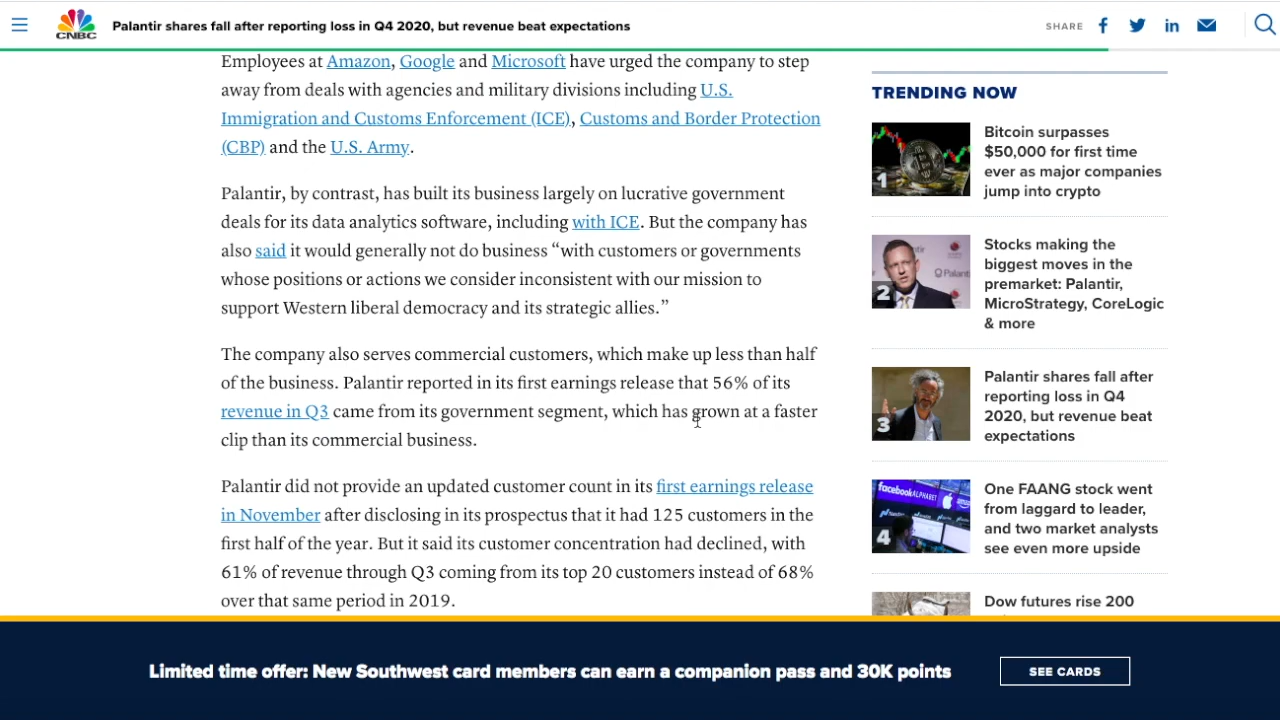 CNBC
Palantir shares fall after reporting loss in Q4 2020, but revenue beat expectations
SHARE
Employees at Amazon, Google and Microsoft have urged the company to step
away from deals with agencies and military divisions including U.S.
Immigration and Customs Enforcement (ICE), Customs and Border Protection
(CBP) and the U.S. Army.
Palantir, by contrast, has built its business largely on lucrative government
deals for its data analytics software, including with ICE. But the company has
also said it would generally not do business “with customers or governments
whose positions or actions we consider inconsistent with our mission to
support Western liberal democracy and its strategic allies.”
The company also serves commercial customers, which make up less than half
of the business. Palantir reported in its first earnings release that 56% of its
revenue in Q3 came from its government segment, which has grown at a faster
clip than its commercial business.
Palantir did not provide an updated customer count in its first earnings release
in November after disclosing in its prospectus that it had 125 customers in the
first half of the year. But it said its customer concentration had declined, with
61% of revenue through Q3 coming from its top 20 customers instead of 68%
over that same period in 2019.
TRENDING NOW
1
Bitcoin surpasses
$50,000 for first time
ever as major companies
jump into crypto
2
Stocks making the
biggest moves in the
premarket: Palantir,
MicroStrategy, CoreLogic
& more
3
Palantir shares fall after
reporting loss in Q4
2020, but revenue beat
expectations
facebook ALPHABET
4
One FAANG stock went
from laggard to leader,
and two market analysts
see even more upside
Dow futures rise 200
Limited time offer: New Southwest card members can earn a companion pass and 30K points
SEE CARDS